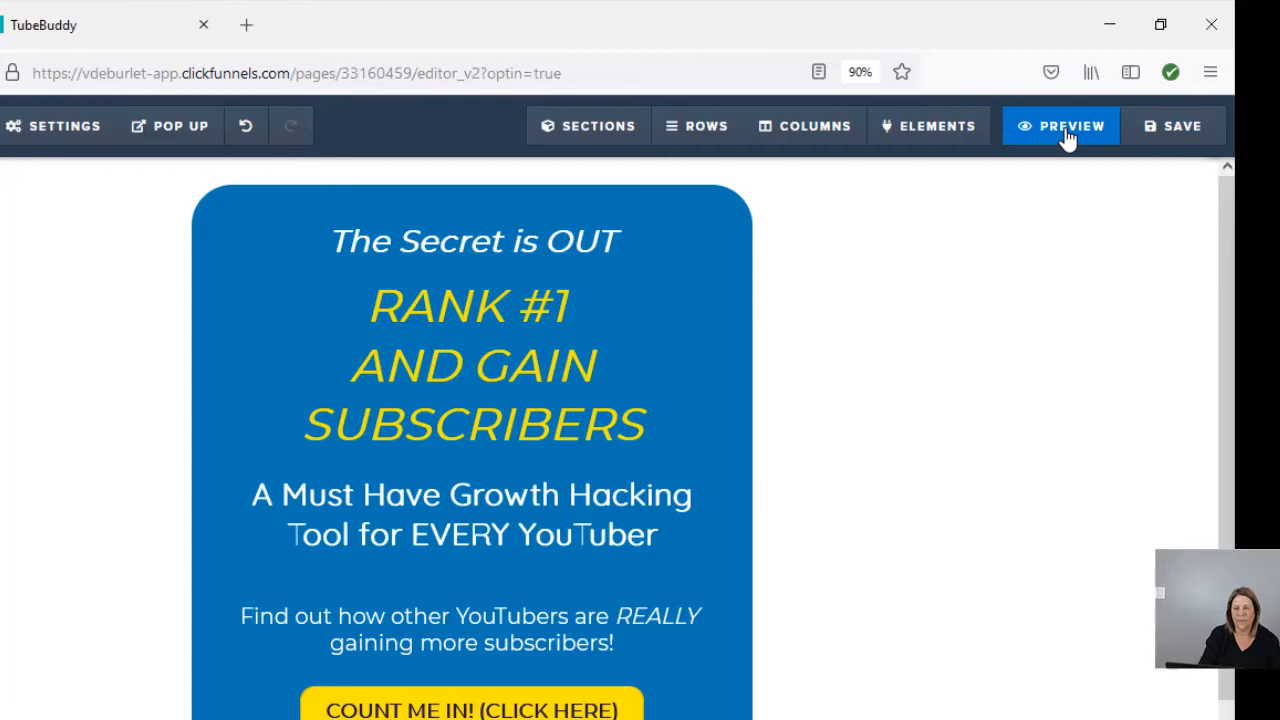 TubeBuddy
https://vdeburlet-app.clickfunnels.com/pages/33160459/editor_v2?optin=true
90%
SETTINGS
POP UP
SECTIONS
ROWS
COLUMNS
ELEMENTS
PREVIEW
SAVE
The Secret is OUT
RANK #1
AND GAIN
SUBSCRIBERS
A Must Have Growth Hacking
Tool for EVERY YouTuber
Find out how other YouTubers are REALLY
gaining more subscribers!
COUNT ME IN! (CLICK HERE)